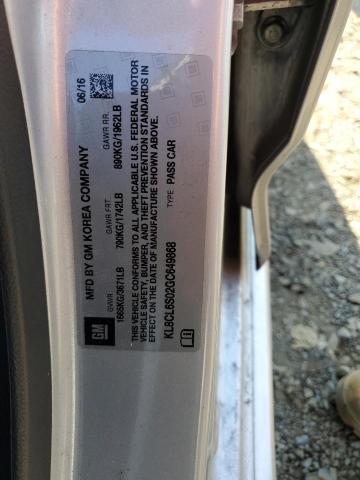 MFD BY GM KOREA COMPANY 06/16
GM
GVWR GAWR FRT GAWR RR.
1665KG/3671LB 790KG/1742LB 890KG/1962LB
THIS VEHICLE CONFORMS TO ALL APPLICABLE U.S. FEDERAL MOTOR
VEHICLE SAFETY, BUMPER, AND THEFT PREVENTION STANDARDS IN
EFFECT ON THE DATE OF MANUFACTURE SHOWN ABOVE.
KL8CL6S02GC649868 TYPE: PASS CAR